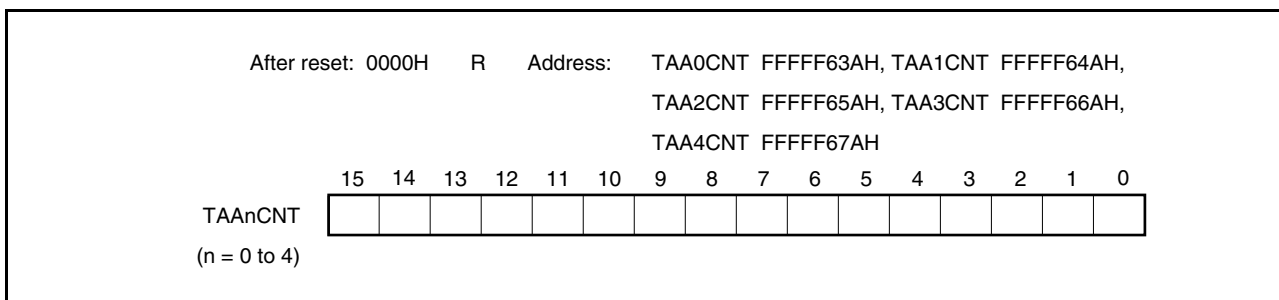 After reset: 0000H R Address: TAA0CNT FFFFF63AH, TAA1CNT FFFFF64AH,
TAA2CNT FFFFF65AH, TAA3CNT FFFFF66AH,
TAA4CNT FFFFF67AH
15 14 13 12 11 10 9 8 7 6 5 4 3 2 1 0
TAAnCNT
(n = 0 to 4)